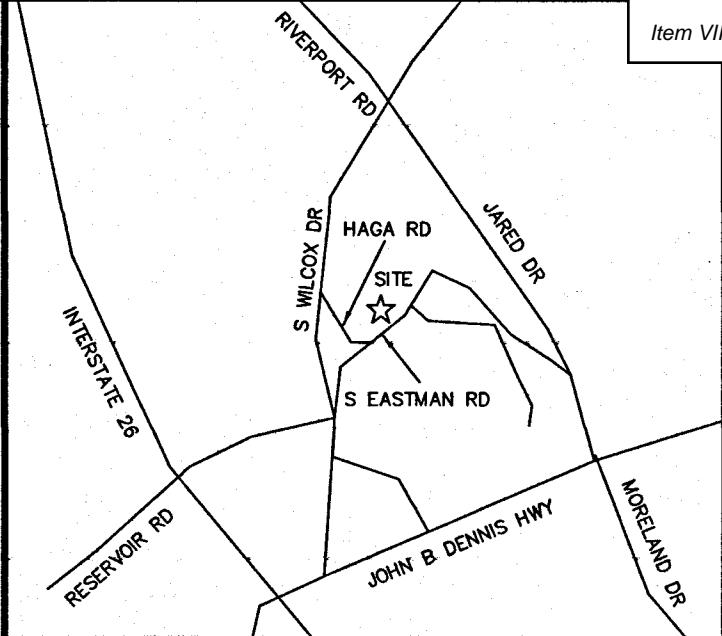 Item VII
RIVERPORT RD
JARED DR
S WILCOX DR
HAGA RD
SITE
INTERSTATE 26
S EASTMAN RD
RESERVOIR RD
JOHN B DENNIS HWY
MORELAND DR